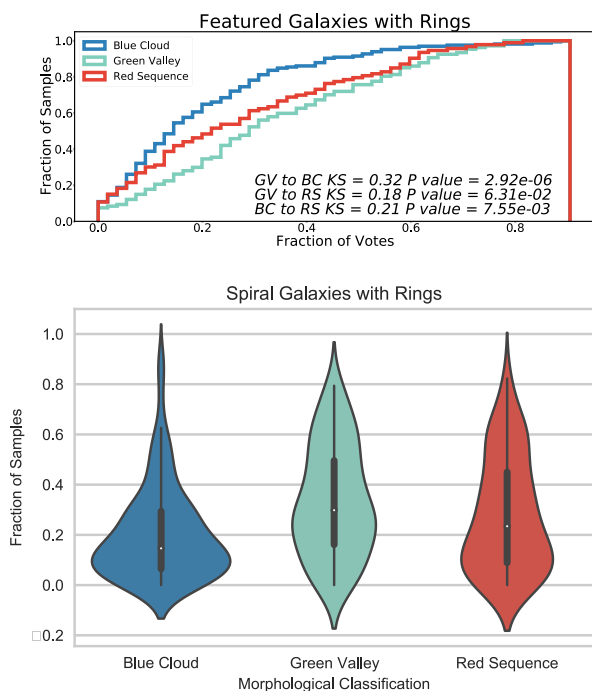 Featured Galaxies with Rings
Fraction of Samples
1.0
0.8
0.6
0.4
0.2
0.0
Blue Cloud
Green Valley
Red Sequence
GV to BC KS = 0.32 P value = 2.92e-06
GV to RS KS = 0.18 P value = 6.31e-02
BC to RS KS = 0.21 P value = 7.55e-03
0.0 0.2 0.4 0.6 0.8
Fraction of Votes
Spiral Galaxies with Rings
Fraction of Samples
1.0
0.8
0.6
0.4
0.2
0.0
□0.2
Blue Cloud Green Valley Red Sequence
Morphological Classification